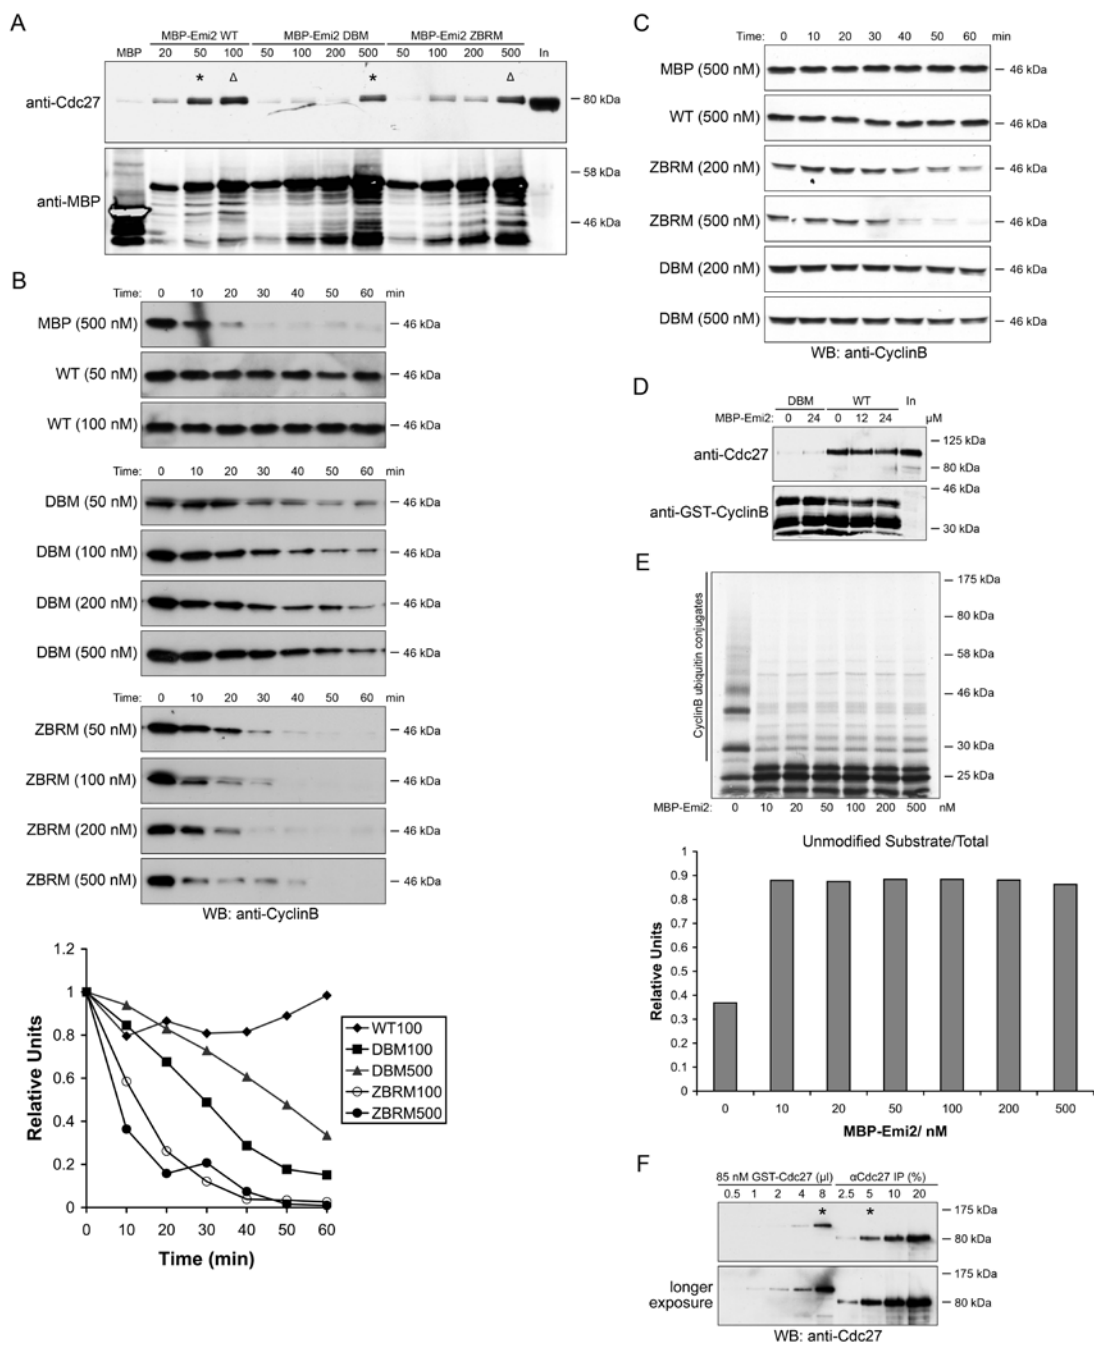 A
MBP-Emi2 WT MBP-Emi2 DBM MBP-Emi2 ZBRM
MBP 20 50 100 50 100 200 500 50 100 200 500 In
* Δ * Δ
anti-Cdc27
80 kDa
anti-MBP
58 kDa
46 kDa
B
Time: 0 10 20 30 40 50 60 min
MBP (500 nM) 46 kDa
WT (50 nM) 46 kDa
WT (100 nM) 46 kDa
Time: 0 10 20 30 40 50 60 min
DBM (50 nM) 46 kDa
DBM (100 nM) 46 kDa
DBM (200 nM) 46 kDa
DBM (500 nM) 46 kDa
Time: 0 10 20 30 40 50 60 min
ZBRM (50 nM) 46 kDa
ZBRM (100 nM) 46 kDa
ZBRM (200 nM) 46 kDa
ZBRM (500 nM) 46 kDa
WB: anti-CyclinB
1.2
1
0.8
0.6
0.4
0.2
0
0 10 20 30 40 50 60
Relative Units
Time (min)
WT100
DBM100
DBM500
ZBRM100
ZBRM500
C
Time: 0 10 20 30 40 50 60 min
MBP (500 nM) 46 kDa
WT (500 nM) 46 kDa
ZBRM (200 nM) 46 kDa
ZBRM (500 nM) 46 kDa
DBM (200 nM) 46 kDa
DBM (500 nM) 46 kDa
WB: anti-CyclinB
D
DBM WT In
MBP-Emi2: 0 24 0 12 24 μM
anti-Cdc27
125 kDa
80 kDa
anti-GST-CyclinB
46 kDa
30 kDa
E
CyclinB ubiquitin conjugates
175 kDa
80 kDa
58 kDa
46 kDa
30 kDa
25 kDa
MBP-Emi2: 0 10 20 50 100 200 500 nM
Unmodified Substrate/Total
1
0.9
0.8
0.7
0.6
0.5
0.4
0.3
0.2
0.1
0
Relative Units
0 10 20 50 100 200 500
MBP-Emi2/ nM
F
85 nM GST-Cdc27 (μl) αCdc27 IP (%)
0.5 1 2 4 8 2.5 5 10 20
* *
175 kDa
80 kDa
longer
exposure
175 kDa
80 kDa
WB: anti-Cdc27